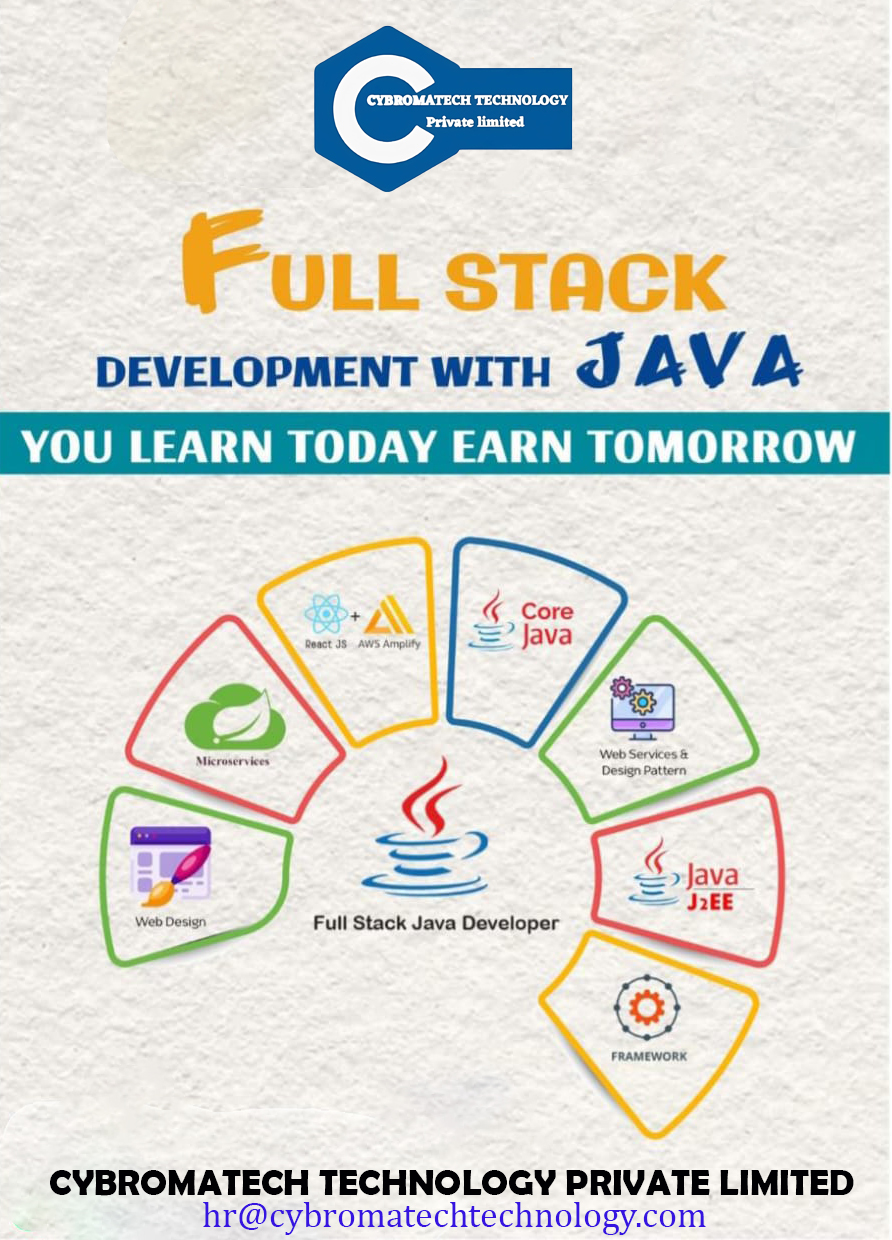 CYBROMATECH TECHNOLOGY
Private limited
FULL STACK
DEVELOPMENT WITH JAVA
YOU LEARN TODAY EARN TOMORROW
React JS + AWS Amplify
Core
Java
Microservices
Web Services &
Design Pattern
Web Design
Java
J2EE
Full Stack Java Developer
FRAMEWORK
CYBROMATECH TECHNOLOGY PRIVATE LIMITED
hr@cybromatechtechnology.com